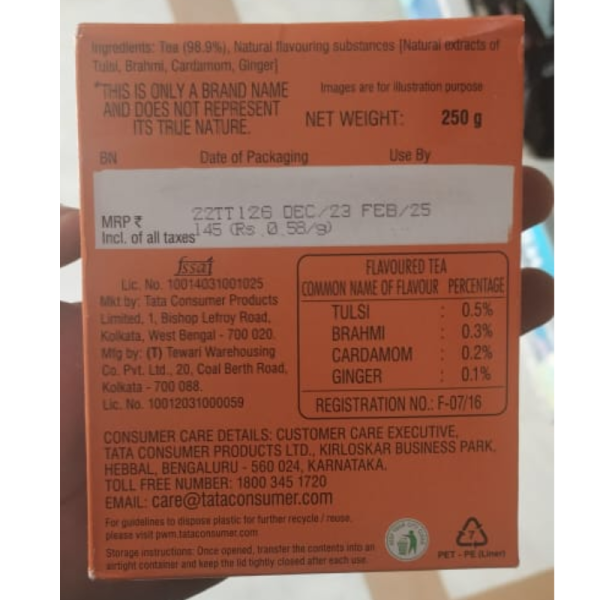 Ingredients: Tea (98.9%), Natural flavouring substances [Natural extracts of
Tulsi, Brahmi, Cardamom, Ginger]
*THIS IS ONLY A BRAND NAME
AND DOES NOT REPRESENT
ITS TRUE NATURE.
Images are for illustration purpose
NET WEIGHT: 250 g
BN Date of Packaging Use By
22TT126 DEC/23 FEB/25
MRP ₹
Incl. of all taxes 145 (Rs.0.58/g)
fssai
Lic. No. 10014031001025
Mkt by: Tata Consumer Products
Limited, 1, Bishop Lefroy Road,
Kolkata, West Bengal - 700 020.
Mfg by: (T) Tewari Warehousing
Co. Pvt. Ltd., 20, Coal Berth Road,
Kolkata - 700 088.
Lic. No. 10012031000059
FLAVOURED TEA
COMMON NAME OF FLAVOUR PERCENTAGE
TULSI : 0.5%
BRAHMI : 0.3%
CARDAMOM : 0.2%
GINGER : 0.1%
REGISTRATION NO.: F-07/16
CONSUMER CARE DETAILS: CUSTOMER CARE EXECUTIVE,
TATA CONSUMER PRODUCTS LTD., KIRLOSKAR BUSINESS PARK,
HEBBAL, BENGALURU - 560 024, KARNATAKA.
TOLL FREE NUMBER: 1800 345 1720
EMAIL: care@tataconsumer.com
For guidelines to dispose plastic for further recycle / reuse,
please visit pwm.tataconsumer.com
Storage instructions: Once opened, transfer the contents into an
airtight container and keep the lid tightly closed after each use.
KEEP YOUR CITY CLEAN
7
PET - PE (Liner)